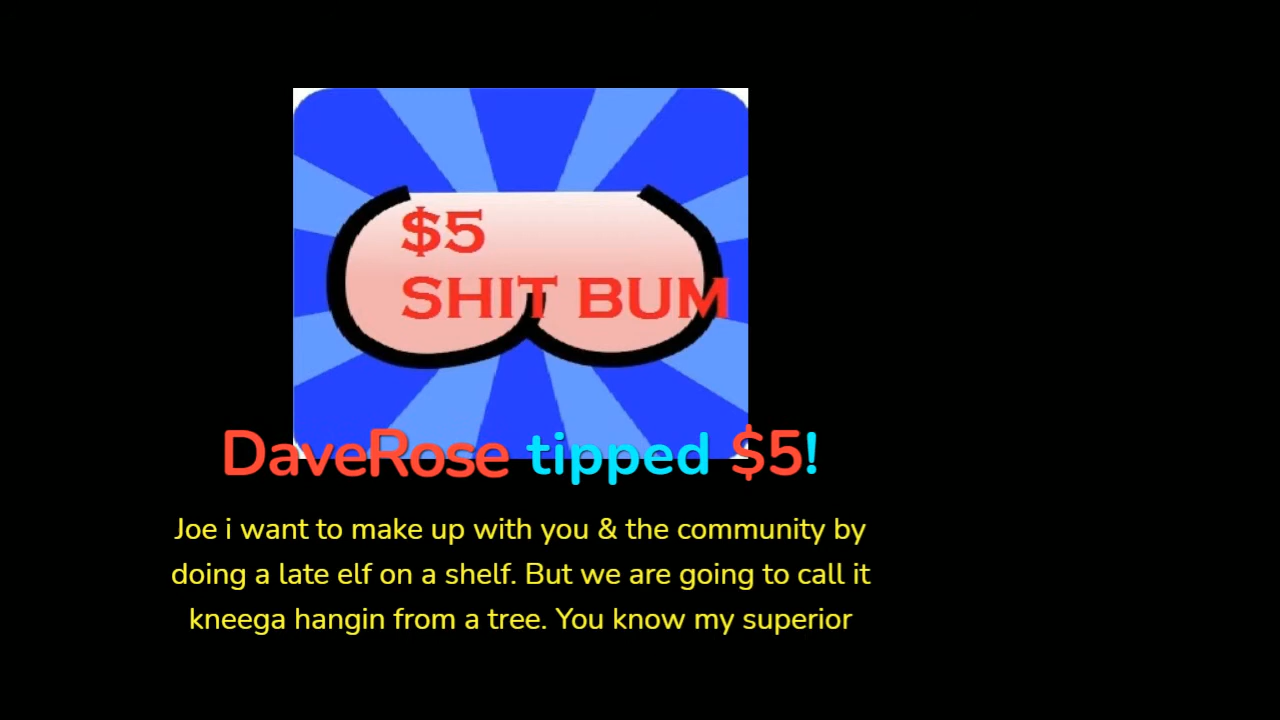 $5
SHIT BUM
DaveRose tipped $5!
Joe i want to make up with you & the community by
doing a late elf on a shelf. But we are going to call it
kneega hangin from a tree. You know my superior